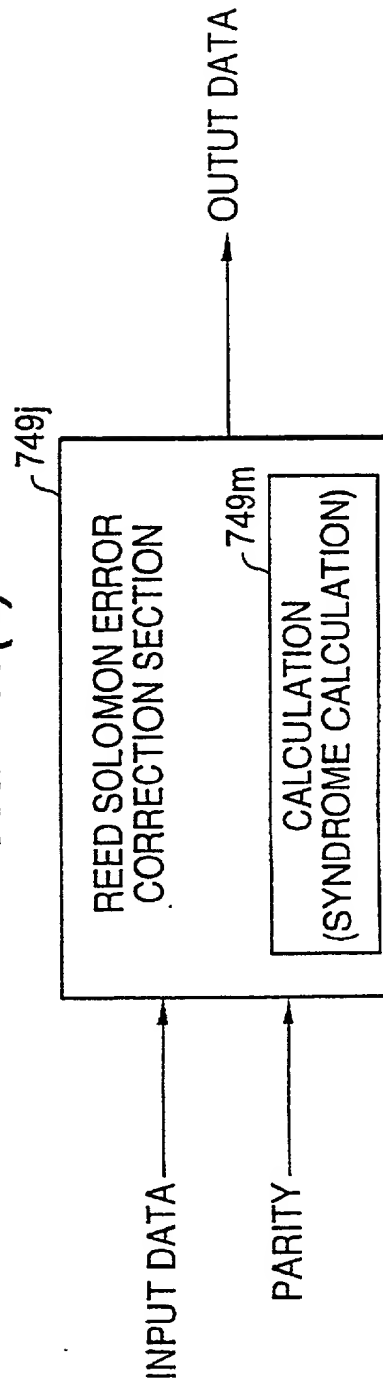 749j
REED SOLOMON ERROR
CORRECTION SECTION
749m
CALCULATION
(SYNDROME CALCULATION)
INPUT DATA
PARITY
OUTUT DATA